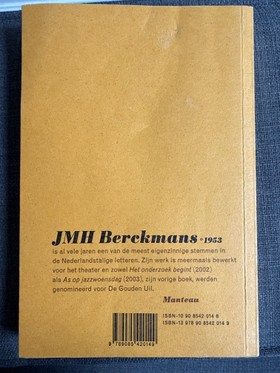 JMH Berckmans °1953
is al vele jaren een van de meest eigenzinnige stemmen in
de Nederlandstalige letteren. Zijn werk is meermaals bewerkt
voor het theater en zowel Het onderzoek begint (2002)
als As op jazzwoensdag (2003), zijn vorige boek, werden
genomineerd voor De Gouden Uil.
Manteau
ISBN-10 90 8542 014 8
ISBN-13 978 90 8542 014 9
9 789085 420149